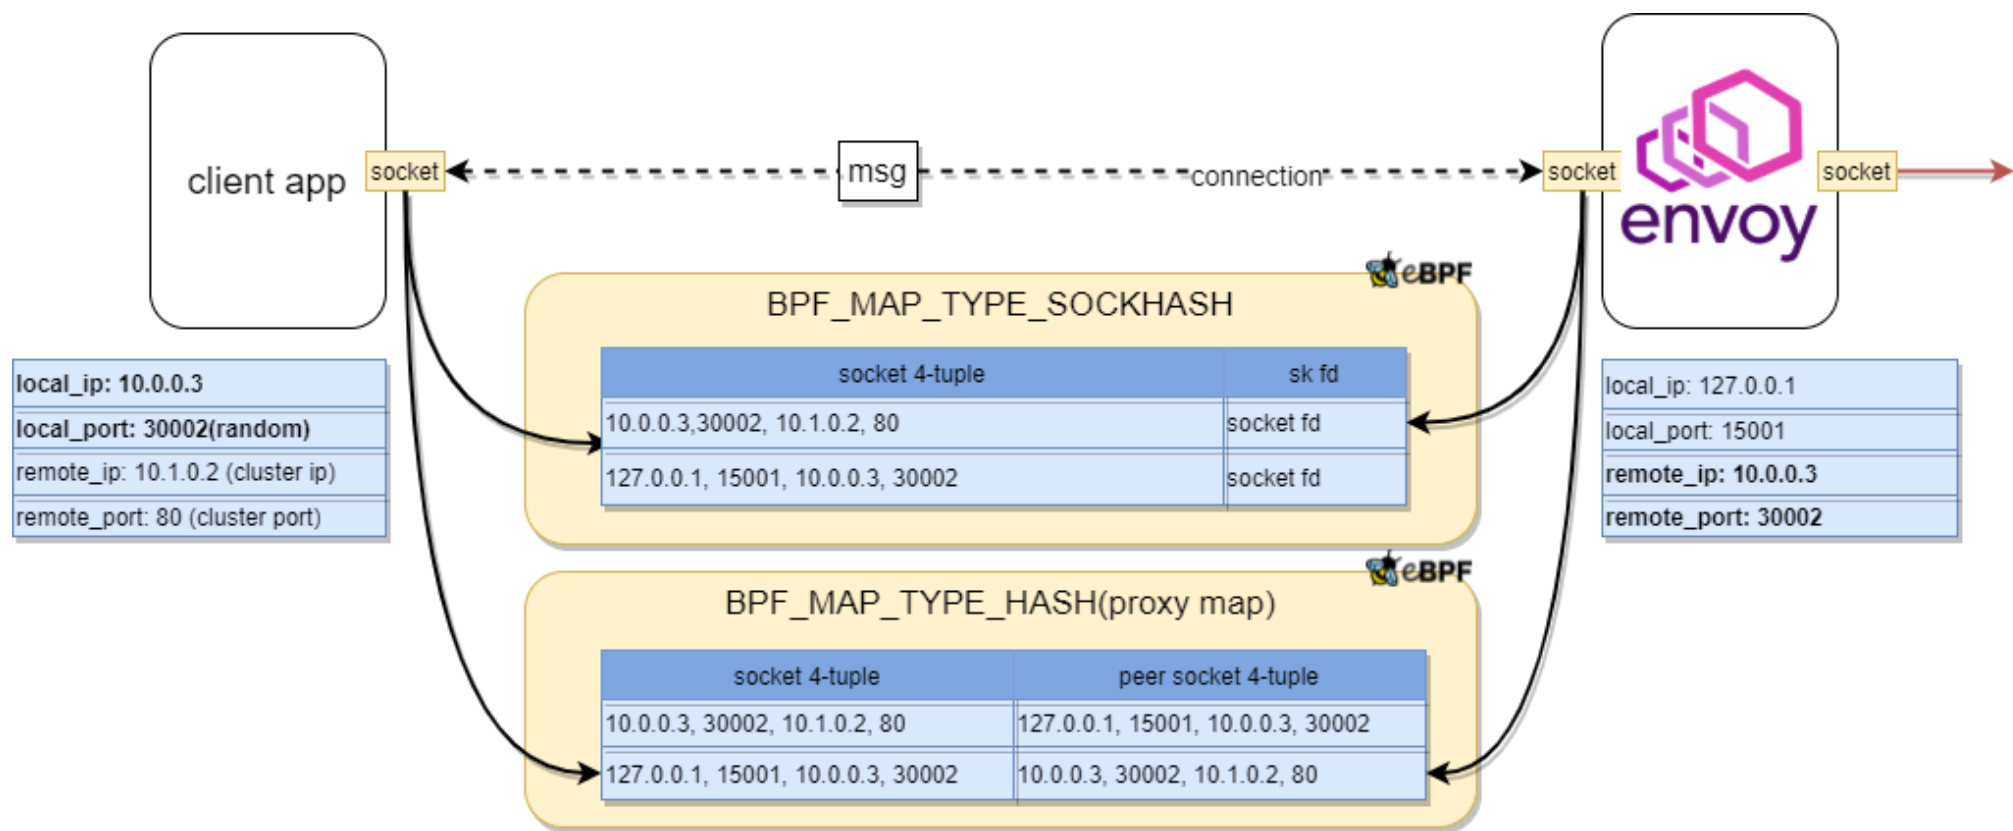 client app
socket
msg
connection
socket
envoy
socket
eBPF
BPF_MAP_TYPE_SOCKHASH
socket 4-tuple sk fd
10.0.0.3,30002, 10.1.0.2, 80 socket fd
127.0.0.1, 15001, 10.0.0.3, 30002 socket fd
local_ip: 10.0.0.3
local_port: 30002(random)
remote_ip: 10.1.0.2 (cluster ip)
remote_port: 80 (cluster port)
local_ip: 127.0.0.1
local_port: 15001
remote_ip: 10.0.0.3
remote_port: 30002
eBPF
BPF_MAP_TYPE_HASH(proxy map)
socket 4-tuple peer socket 4-tuple
10.0.0.3, 30002, 10.1.0.2, 80 127.0.0.1, 15001, 10.0.0.3, 30002
127.0.0.1, 15001, 10.0.0.3, 30002 10.0.0.3, 30002, 10.1.0.2, 80